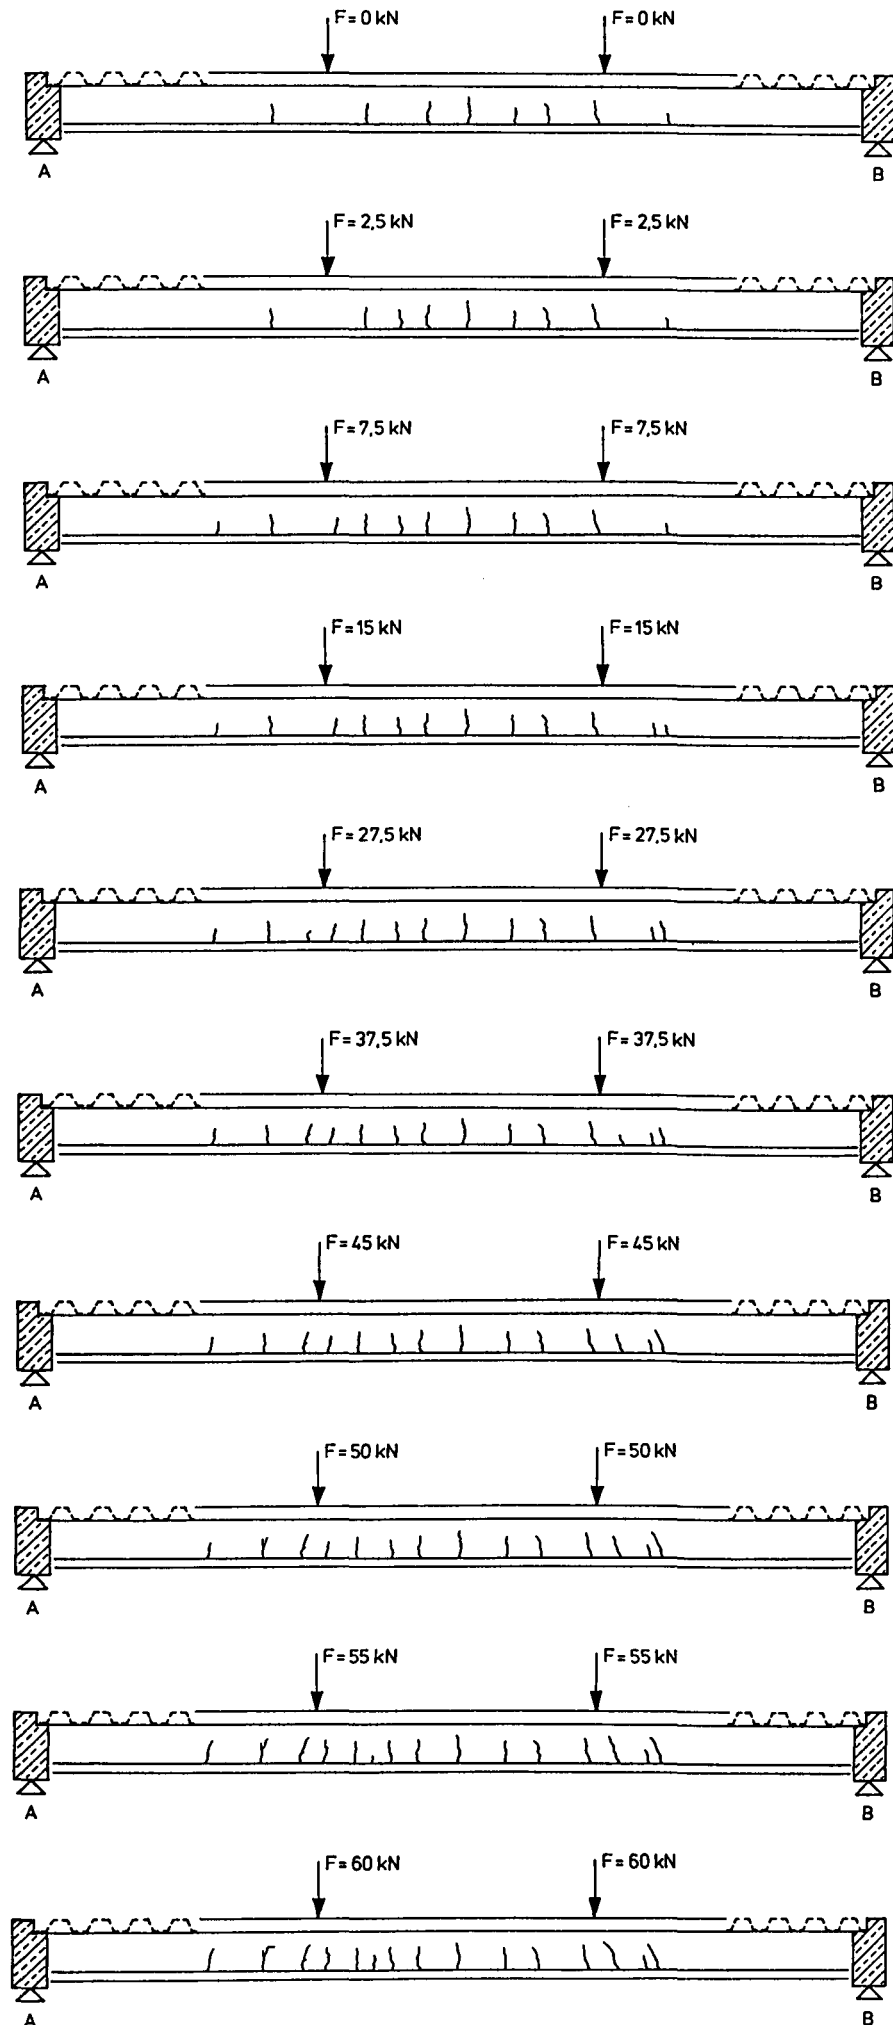 F=0 kN F=0 kN
A B
F=2,5 kN F=2,5 kN
A B
F=7,5 kN F=7,5 kN
A B
F=15 kN F=15 kN
A B
F=27,5 kN F=27,5 kN
A B
F=37,5 kN F=37,5 kN
A B
F=45 kN F=45 kN
A B
F=50 kN F=50 kN
A B
F=55 kN F=55 kN
A B
F=60 kN F=60 kN
A B